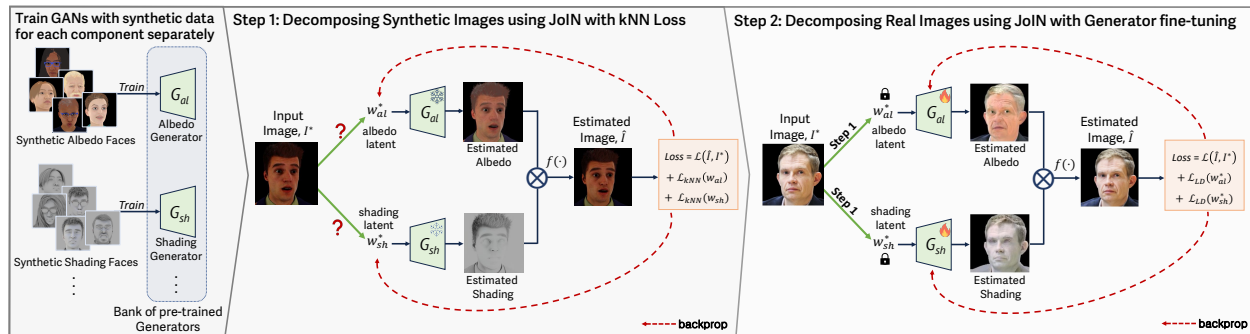 Train GANs with synthetic data
for each component separately
Train
G_al
Albedo
Generator
Synthetic Albedo Faces
Train
G_sh
Shading
Generator
Synthetic Shading Faces
Bank of pre-trained
Generators
Step 1: Decomposing Synthetic Images using JoIN with kNN Loss
Input
Image, I*
?
?
w*_al
albedo
latent
G_al
Estimated
Albedo
shading
latent
w*_sh
G_sh
Estimated
Shading
f(·)
Estimated
Image, Î
Loss = ℒ(Î, I*)
+ ℒ_kNN(w_al)
+ ℒ_kNN(w_sh)
backprop
Step 2: Decomposing Real Images using JoIN with Generator fine-tuning
Input
Image, I*
Step 1
Step 1
w*_al
albedo
latent
G_al
Estimated
Albedo
shading
latent
w*_sh
G_sh
Estimated
Shading
f(·)
Estimated
Image, Î
Loss = ℒ(Î, I*)
+ ℒ_LD(w*_al)
+ ℒ_LD(w*_sh)
backprop